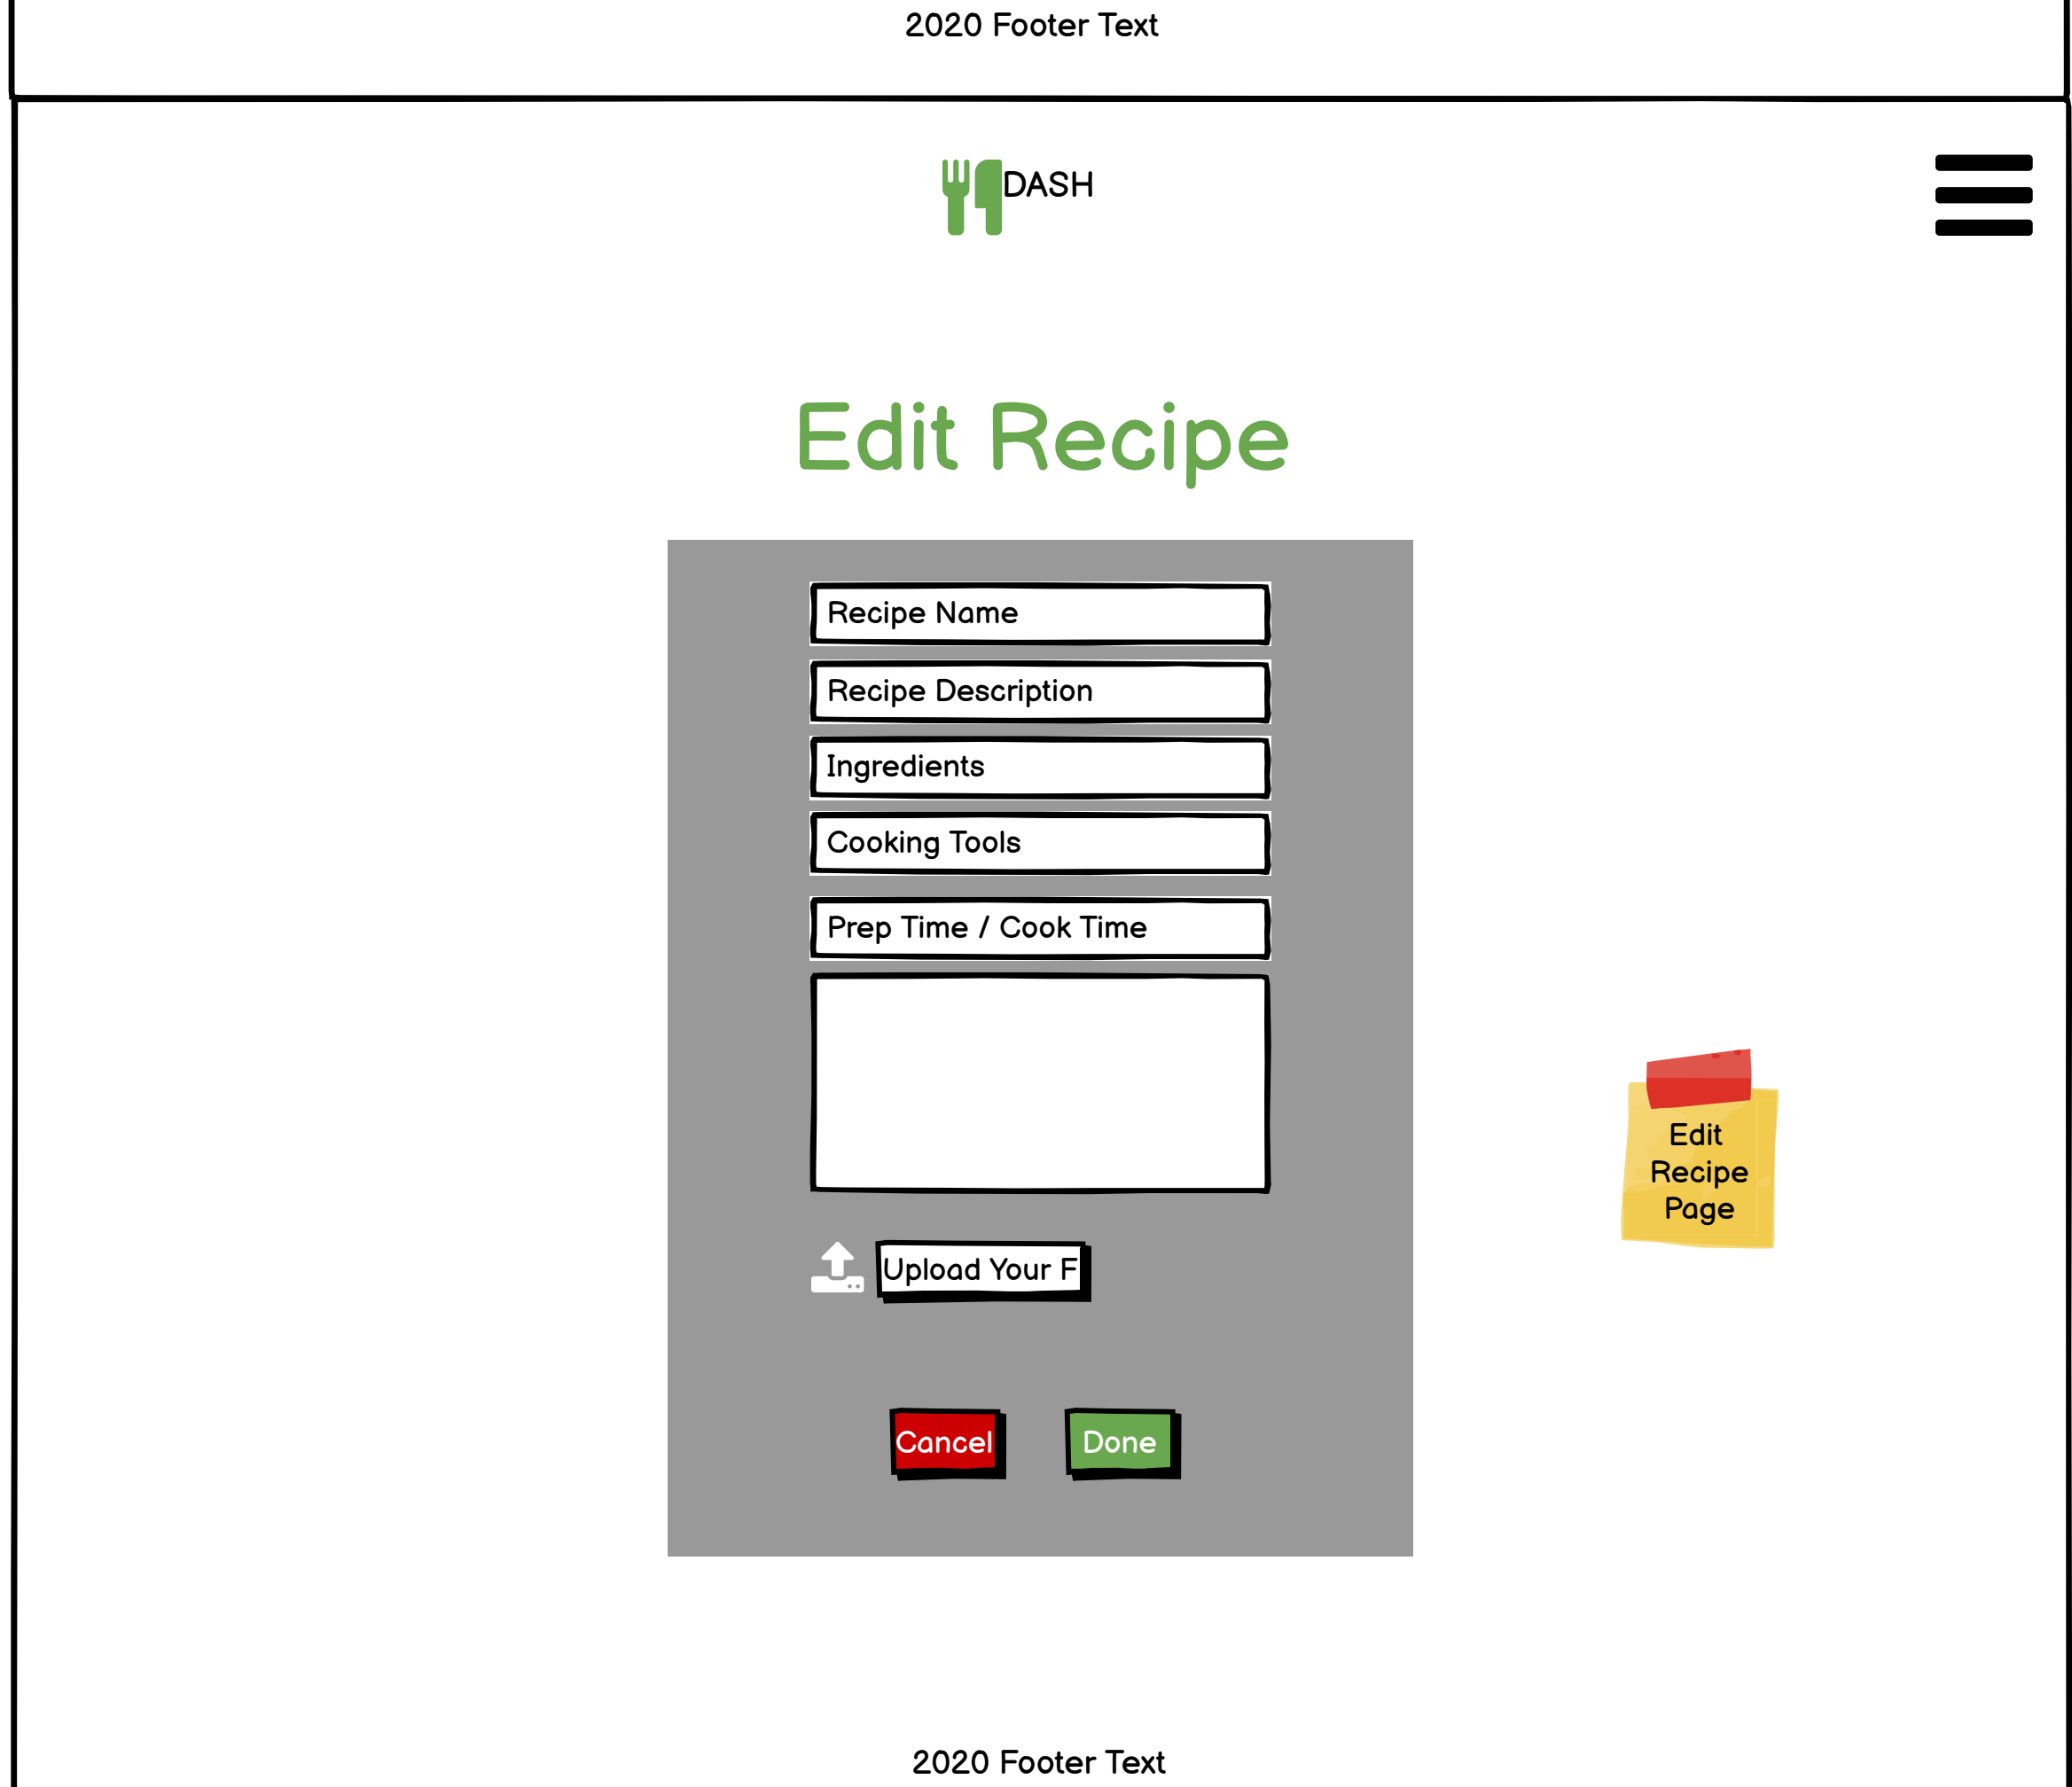 2020 Footer Text
DASH
Edit Recipe
Recipe Name
Recipe Description
Ingredients
Cooking Tools
Prep Time / Cook Time
Edit
Recipe
Page
Upload Your F
Cancel
Done
2020 Footer Text